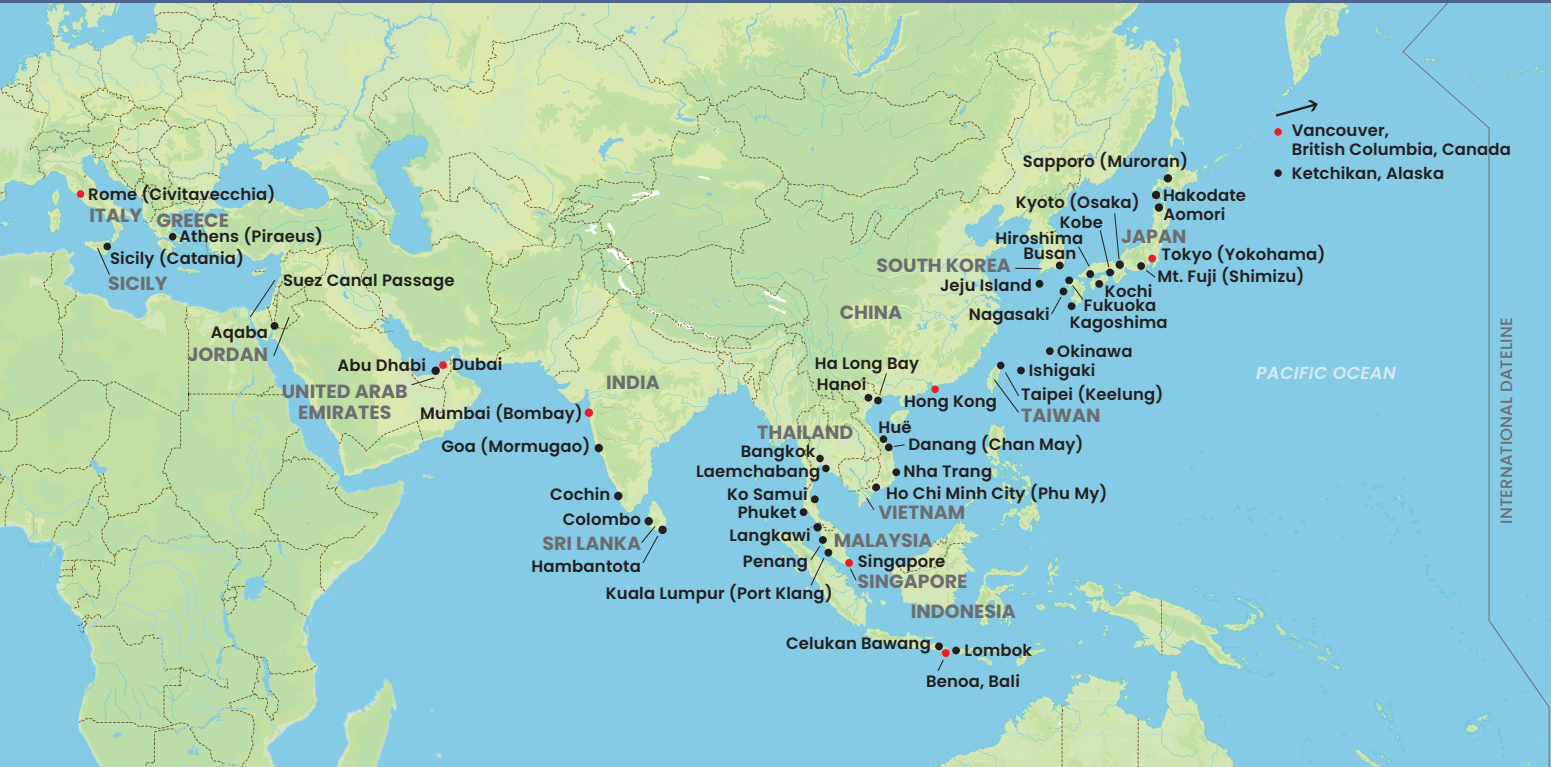 Vancouver,
British Columbia, Canada
Ketchikan, Alaska
Sapporo (Muroran)
Hakodate
Kyoto (Osaka)
Aomori
Kobe
JAPAN
Hiroshima
Busan
Tokyo (Yokohama)
SOUTH KOREA
Mt. Fuji (Shimizu)
Jeju Island
Kochi
Fukuoka
Nagasaki
Kagoshima
CHINA
Rome (Civitavecchia)
ITALY
GREECE
Athens (Piraeus)
Sicily (Catania)
SICILY
Suez Canal Passage
Aqaba
JORDAN
Abu Dhabi
Dubai
UNITED ARAB
EMIRATES
INDIA
Mumbai (Bombay)
Goa (Mormugao)
Cochin
Colombo
SRI LANKA
Hambantota
Okinawa
Ishigaki
Taipei (Keelung)
TAIWAN
Ha Long Bay
Hanoi
Hong Kong
Huë
THAILAND
Danang (Chan May)
Bangkok
Laemchabang
Nha Trang
Ko Samui
Ho Chi Minh City (Phu My)
Phuket
VIETNAM
Langkawi
MALAYSIA
Penang
Singapore
SINGAPORE
Kuala Lumpur (Port Klang)
INDONESIA
Celukan Bawang
Lombok
Benoa, Bali
PACIFIC OCEAN
INTERNATIONAL DATELINE